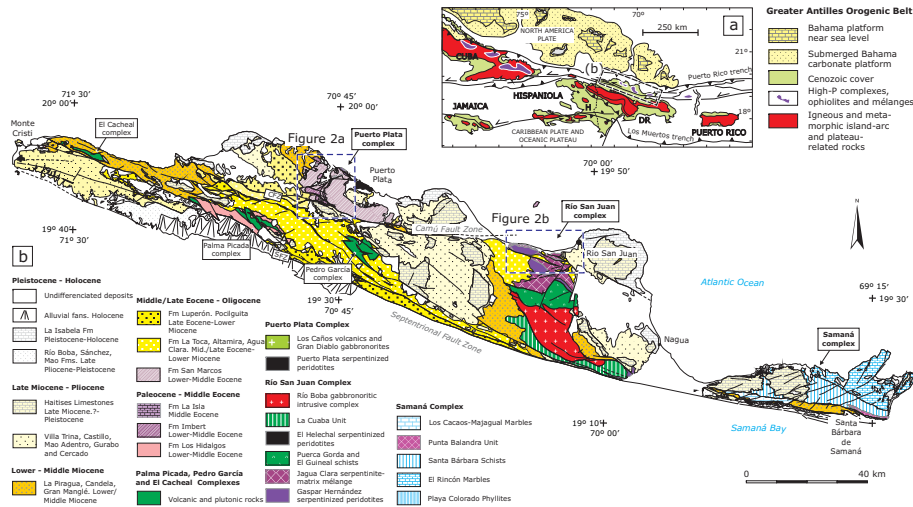 a
75°
70°
250 km
NORTH AMERICA
PLATE
21°
CUBA
(b)
Puerto Rico trench
HISPANIOLA
JAMAICA
H
DR
18°
CARIBBEAN PLATE AND
OCEANIC PLATEAU
Los Muertos trench
PUERTO RICO
Greater Antilles Orogenic Belt
Bahama platform
near sea level
Submerged Bahama
carbonate platform
Cenozoic cover
High-P complexes,
ophiolites and mélanges
Igneous and meta-
morphic island-arc
and plateau-
related rocks
71° 30’
20° 00’
70° 45’
20° 00’
Monte
Cristi
El Cacheal
complex
Figure 2a
Puerto Plata
complex
Puerto
Plata
CFZ
70° 00’
19° 50’
Figure 2b
Río San Juan
complex
Camú Fault Zone
Rio San Juan
19° 40’
71° 30’
Palma Picada
complex
SFZ
Pedro García
complex
19° 30’
70° 45’
Septentrional Fault Zone
N
Atlantic Ocean
69° 15’
19° 30’
Nagua
Samaná
complex
19° 10’
70° 00’
Samaná Bay
Santa
Bárbara
de
Samaná
0
40 km
b
Pleistocene - Holocene
Undifferenciated deposits
Alluvial fans. Holocene
La Isabela Fm
Pleistocene-Holocene
Río Boba, Sánchez,
Mao Fms. Late
Pliocene-Pleistocene
Late Miocene - Pliocene
Haitises Limestones
Late Miocene.?-
Pleistocene
Villa Trina, Castillo,
Mao Adentro, Gurabo
and Cercado
Lower - Middle Miocene
La Piragua, Candela,
Gran Manglé. Lower/
Middle Miocene
Middle/Late Eocene - Oligocene
Fm Luperón. Pocilguita
Late Eocene-Lower
Miocene
Fm La Toca, Altamira, Agua
Clara. Mid./Late Eocene-
Lower Miocene
Fm San Marcos
Lower-Middle Eocene
Paleocene - Middle Eocene
Fm La Isla
Middle Eocene
Fm Imbert
Lower-Middle Eocene
Fm Los Hidalgos
Lower-Middle Eocene
Palma Picada, Pedro García
and El Cacheal Complexes
Volcanic and plutonic rocks
Puerto Plata Complex
Los Caños volcanics and
Gran Diablo gabbronorites
Puerto Plata serpentinized
peridotites
Río San Juan Complex
Río Boba gabbronoritic
intrusive complex
La Cuaba Unit
El Helechal serpentinized
peridotites
Puerca Gorda and
El Guineal schists
Jagua Clara serpentinite-
matrix mélange
Gaspar Hernández
serpentinized peridotites
Samaná Complex
Los Cacaos-Majagual Marbles
Punta Balandra Unit
Santa Bárbara Schists
El Rincón Marbles
Playa Colorado Phyllites